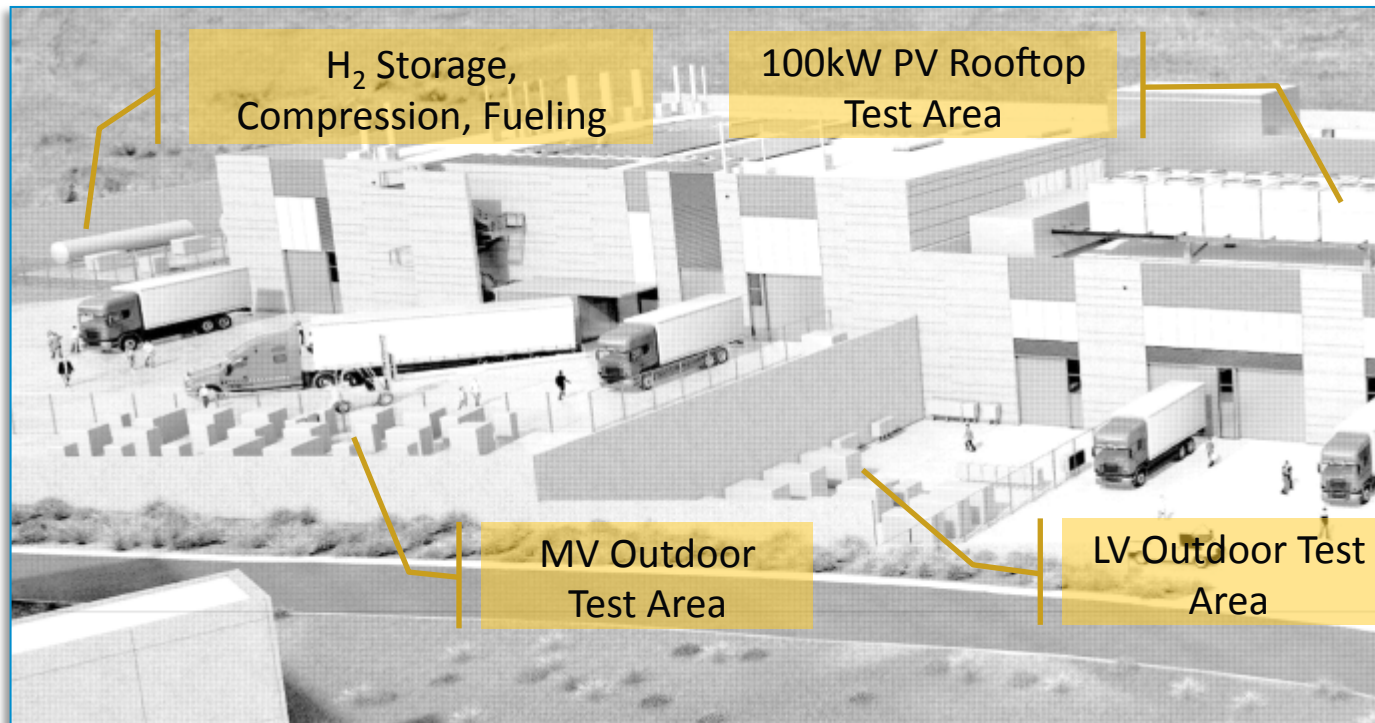 H₂ Storage,
Compression, Fueling
100kW PV Rooftop
Test Area
MV Outdoor
Test Area
LV Outdoor Test
Area